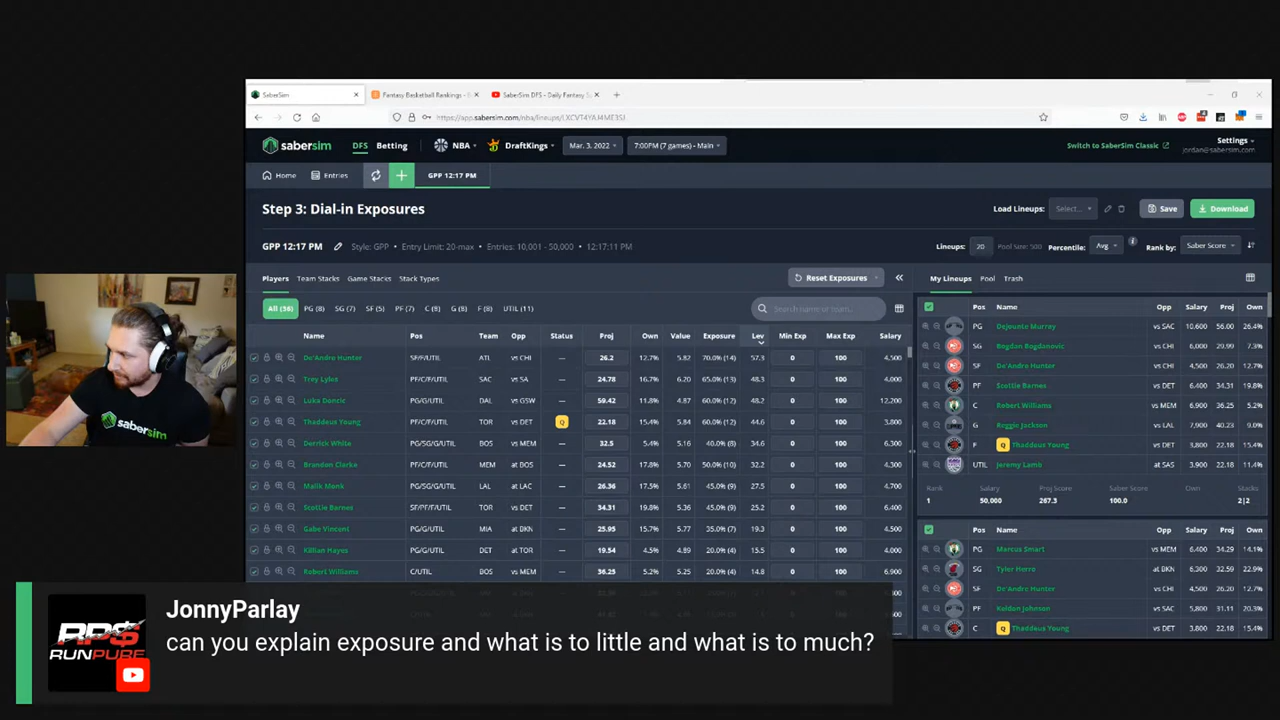 SaberSim
Fantasy Basketball Rankings -
SaberSim DFS - Daily Fantasy
sabersim
DFS
Betting
NBA
DraftKings
Mar. 3, 2022
7:00PM (7 games) - Main
Switch to SaberSim Classic
Settings
Home
Entries
GPP 12:17 PM
Step 3: Dial-in Exposures
Load Lineups:
Select...
Save
Download
GPP 12:17 PM
Style: GPP
Entry Limit: 20-max
Entries: 10,001 - 50,000
12:17:11 PM
Lineups:
20
Pool Size: 500
Percentile:
Avg
Rank by:
Saber Score
Players
Team Stacks
Game Stacks
Stack Types
Reset Exposures
My Lineups
Pool
Trash
All (36)
PG (8)
SG (7)
SF (5)
PF (7)
C (8)
G (8)
F (8)
UTIL (11)
Search name or team...
Name Pos Team Opp Status Proj Own Value Exposure Lev Min Exp Max Exp Salary
De'Andre Hunter SF/F/UTIL ATL vs CHI — 26.2 12.7% 5.82 70.0% (14) 57.3 0 100 4,500
Trey Lyles PF/C/F/UTIL SAC vs SA — 24.78 16.7% 6.20 65.0% (13) 48.3 0 100 4,000
Luka Doncic PG/G/UTIL DAL vs GSW — 59.42 11.8% 4.87 60.0% (12) 48.2 0 100 12,200
Thaddeus Young PF/F/UTIL TOR vs DET Q 22.18 15.4% 5.84 60.0% (12) 44.6 0 100 3,800
Derrick White PG/SG/G/UTIL BOS vs MEM — 32.5 5.4% 5.16 40.0% (8) 34.6 0 100 6,300
Brandon Clarke PF/C/F/UTIL MEM at BOS — 24.52 17.8% 5.70 50.0% (10) 32.2 0 100 4,300
Malik Monk PG/SG/G/UTIL LAL at LAC — 26.36 17.5% 5.61 45.0% (9) 27.5 0 100 4,700
Scottie Barnes SF/PF/F/UTIL TOR vs DET — 34.31 19.8% 5.36 45.0% (9) 25.2 0 100 6,400
Gabe Vincent PG/G/UTIL MIA at BKN — 25.95 15.7% 5.77 35.0% (7) 19.3 0 100 4,500
Killian Hayes PG/G/UTIL DET at TOR — 19.54 4.5% 4.89 20.0% (4) 15.5 0 100 4,000
Robert Williams C/UTIL BOS vs MEM — 36.25 5.2% 5.25 20.0% (4) 14.8 0 100 6,900
Pos Name Opp Salary Proj Own
PG Dejounte Murray vs SAC 10,600 56.00 26.4%
SG Bogdan Bogdanovic vs CHI 6,000 29.99 7.3%
SF De'Andre Hunter vs CHI 4,500 26.20 12.7%
PF Scottie Barnes vs DET 6,400 34.31 19.8%
C Robert Williams vs MEM 6,900 36.25 5.2%
G Reggie Jackson vs LAL 7,900 40.23 9.0%
F Q Thaddeus Young vs DET 3,800 22.18 15.4%
UTIL Jeremy Lamb at SAS 3,900 22.18 11.4%
Rank Salary Proj Score Saber Score Own Stacks
1 50,000 267.3 100.0 2|2
Pos Name Opp Salary Proj Own
PG Marcus Smart vs MEM 6,400 34.29 14.1%
SG Tyler Herro at BKN 6,300 32.59 22.9%
SF De'Andre Hunter vs CHI 4,500 26.20 12.7%
PF Keldon Johnson vs SAC 5,800 31.11 20.3%
C Q Thaddeus Young vs DET 3,800 22.18 15.4%
sabersim
RPS
RUNPURE
JonnyParlay
can you explain exposure and what is to little and what is to much?